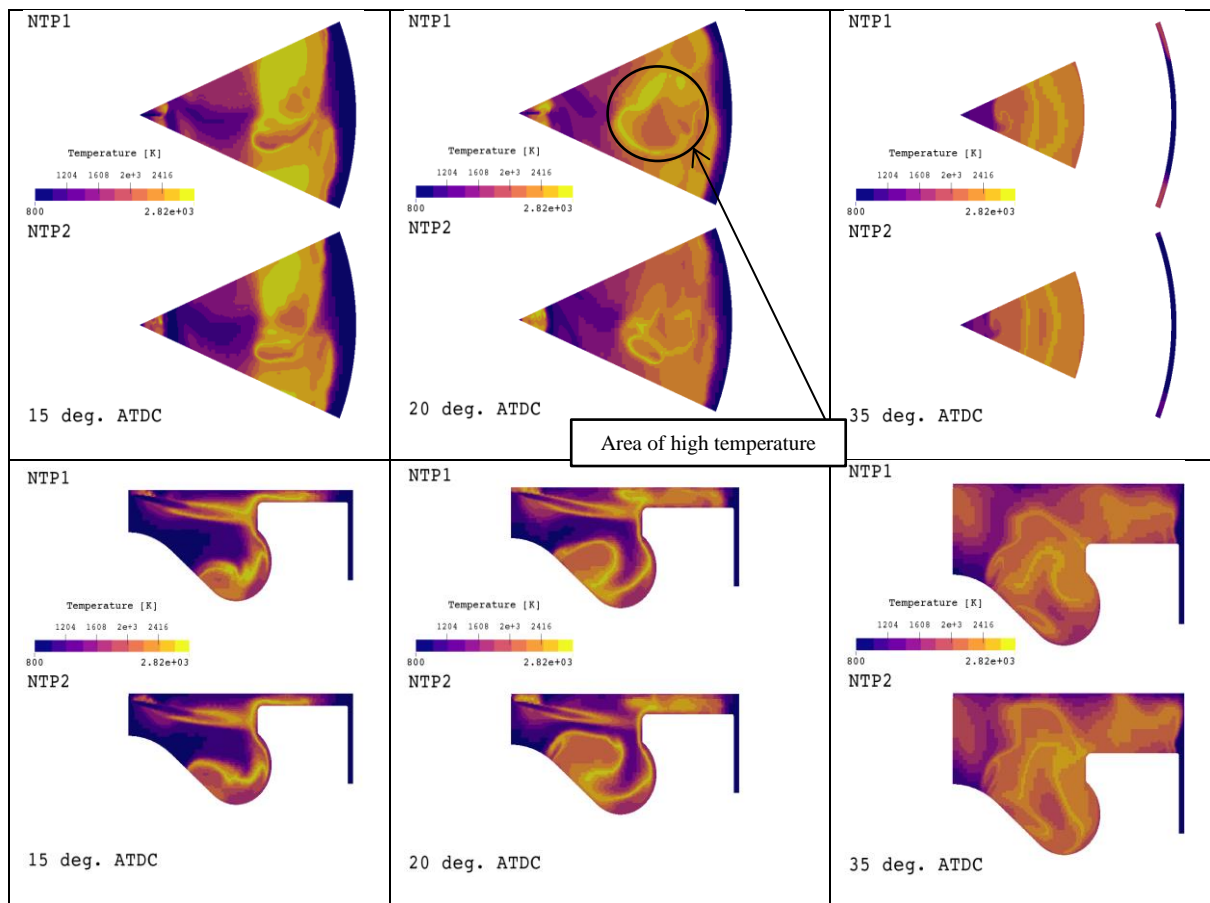 NTP1
Temperature [K]
1204 1608 2e+3 2416
800 2.82e+03
NTP2
15 deg. ATDC
NTP1
Temperature [K]
1204 1608 2e+3 2416
800 2.82e+03
NTP2
20 deg. ATDC
NTP1
Temperature [K]
1204 1608 2e+3 2416
800 2.82e+03
NTP2
35 deg. ATDC
Area of high temperature
NTP1
Temperature [K]
1204 1608 2e+3 2416
800 2.82e+03
NTP2
15 deg. ATDC
NTP1
Temperature [K]
1204 1608 2e+3 2416
800 2.82e+03
NTP2
20 deg. ATDC
NTP1
Temperature [K]
1204 1608 2e+3 2416
800 2.82e+03
NTP2
35 deg. ATDC